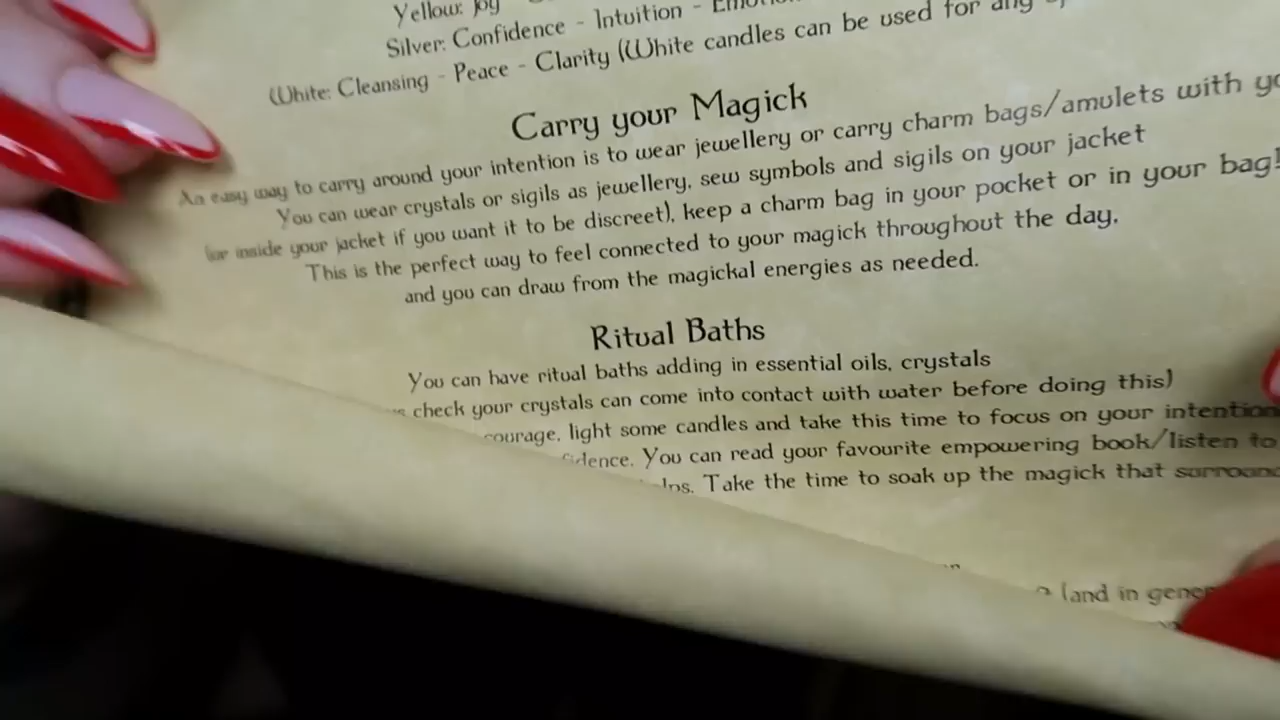 Yellow: Joy
Silver: Confidence - Intuition -
White: Cleansing - Peace - Clarity (White candles can be used for any
Carry your Magick
An easy way to carry around your intention is to wear jewellery or carry charm bags/amulets with
You can wear crystals or sigils as jewellery, sew symbols and sigils on your jacket
(or inside your jacket if you want it to be discreet), keep a charm bag in your pocket or in your bag!
This is the perfect way to feel connected to your magick throughout the day,
and you can draw from the magickal energies as needed.
Ritual Baths
You can have ritual baths adding in essential oils, crystals
check your crystals can come into contact with water before doing this)
courage, light some candles and take this time to focus on your intention
You can read your favourite empowering book/listen to
Take the time to soak up the magick that
(and in